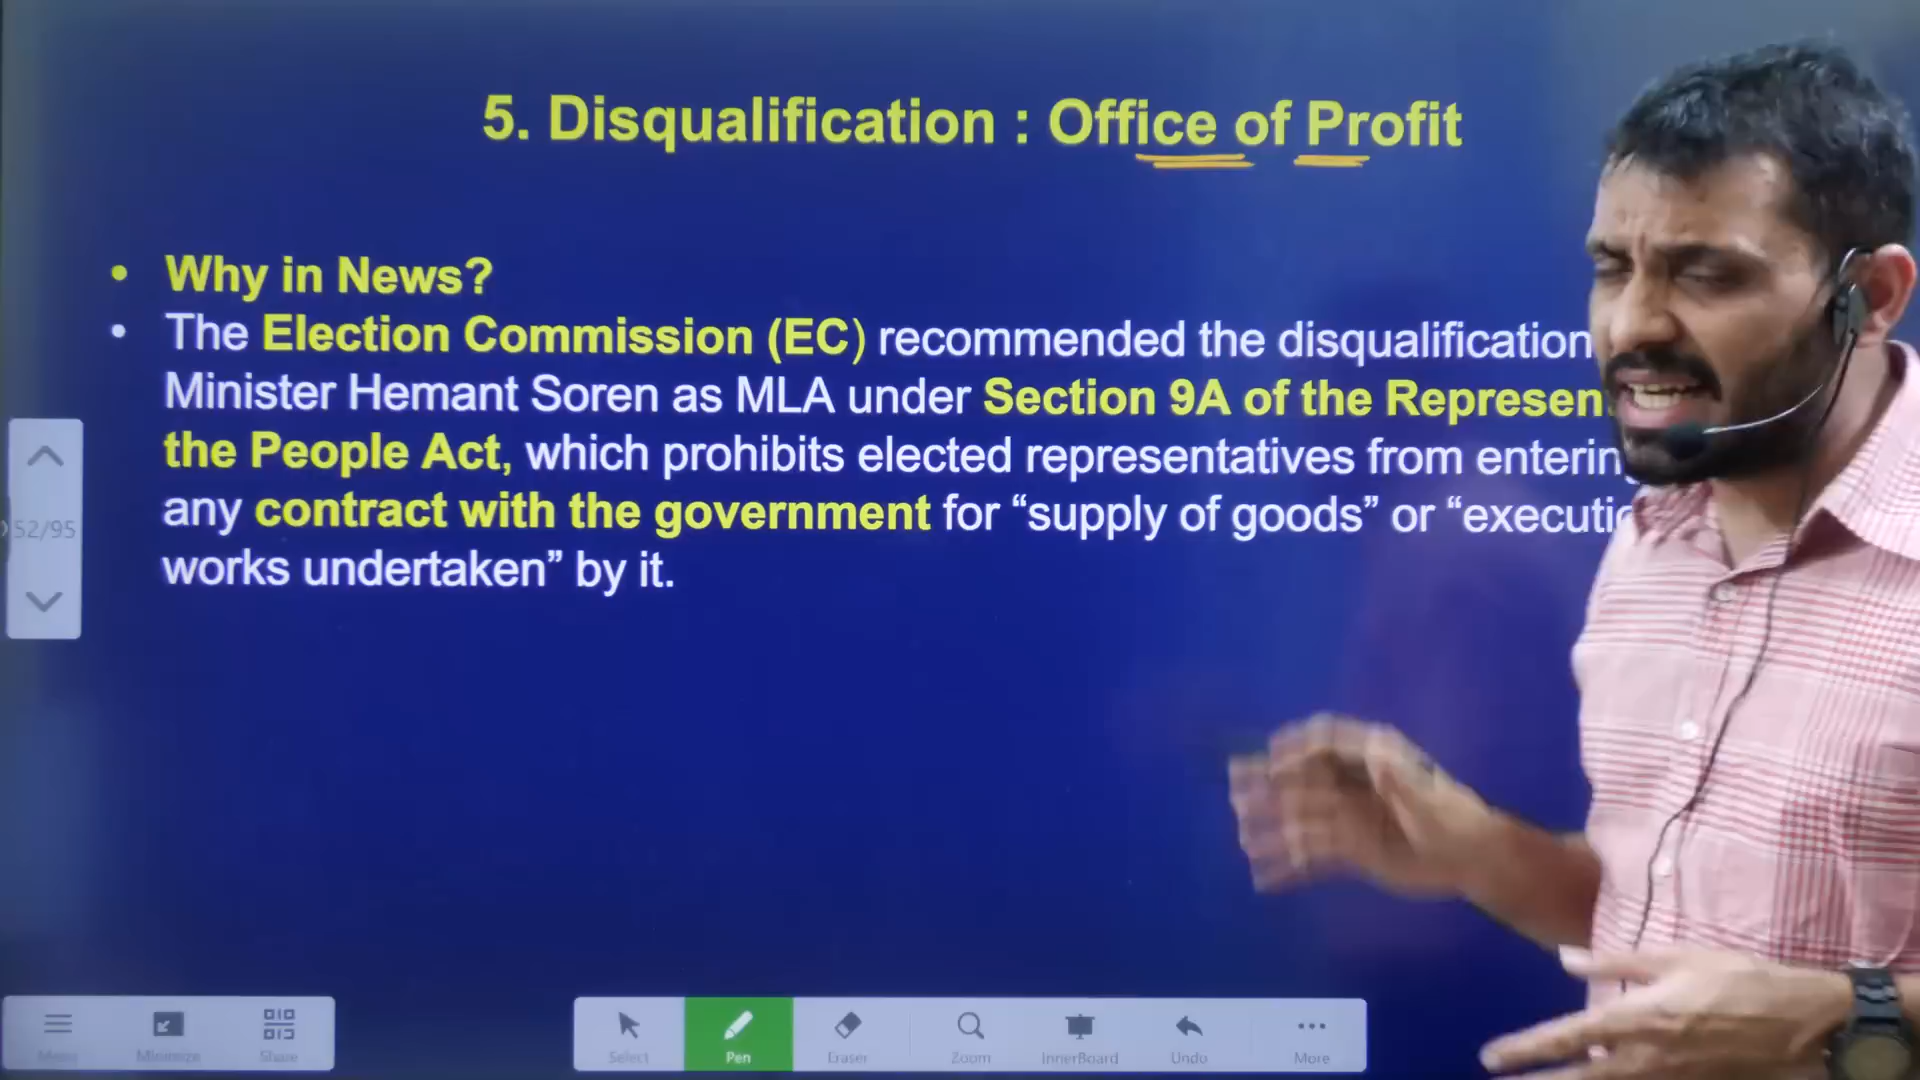 5. Disqualification : Office of Profit
• Why in News?
• The Election Commission (EC) recommended the disqualification
Minister Hemant Soren as MLA under Section 9A of the Represen
the People Act, which prohibits elected representatives from enterin
any contract with the government for “supply of goods” or “executi
works undertaken” by it.
52/95
Menu Minimize Share Select Pen Eraser Zoom InnerBoard Undo More